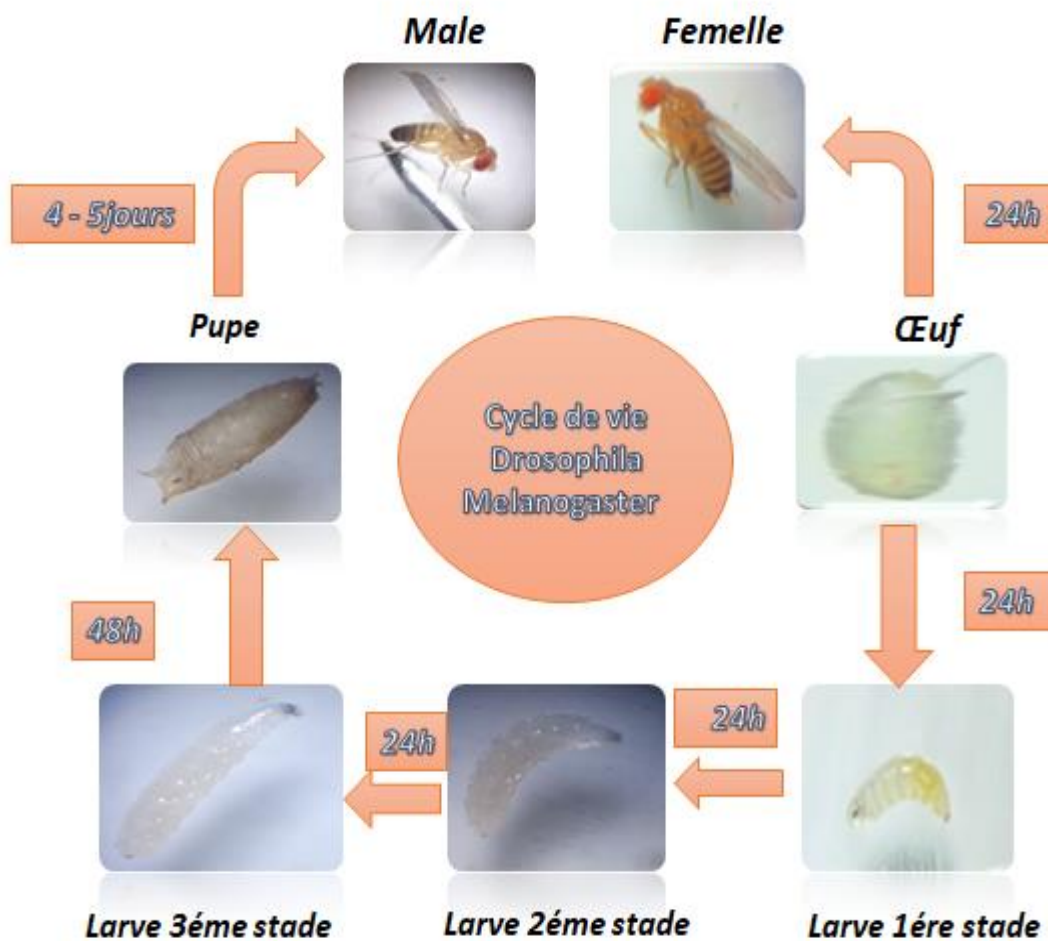 Male
Femelle
4 - 5jours
24h
Pupe
Œuf
Cycle de vie
Drosophila
Melanogaster
48h
24h
24h
24h
Larve 3éme stade
Larve 2éme stade
Larve 1ére stade